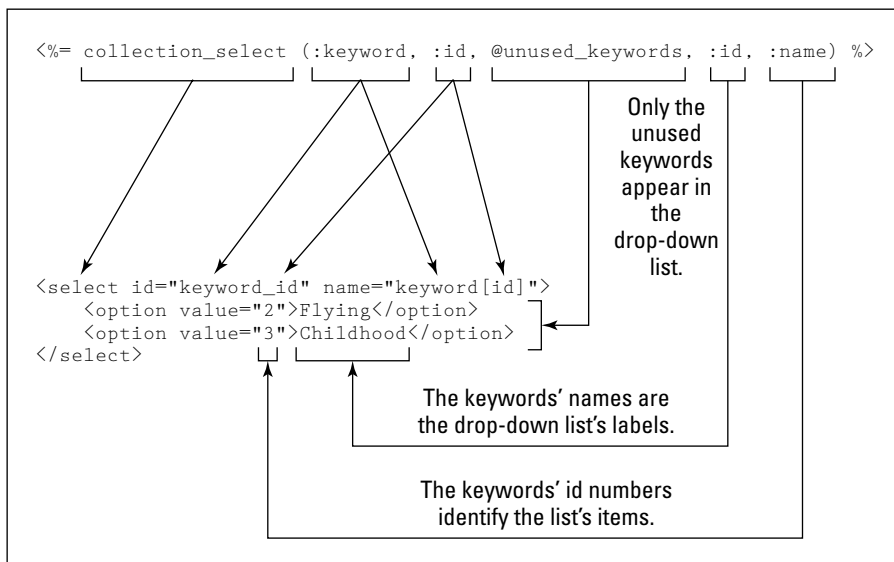 <%= collection_select (:keyword, :id, @unused_keywords, :id, :name) %>
Only the
unused
keywords
appear in
the
drop-down
list.
<select id="keyword_id" name="keyword[id]">
<option value="2">Flying</option>
<option value="3">Childhood</option>
</select>
The keywords’ names are
the drop-down list’s labels.
The keywords’ id numbers
identify the list’s items.